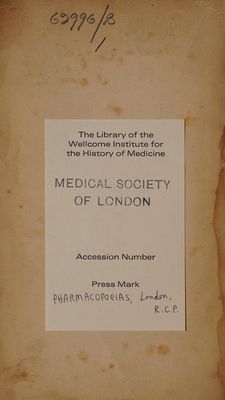 62996/B
The Library of the
Wellcome Institute for
the History of Medicine
MEDICAL SOCIETY
OF LONDON
Accession Number
Press Mark
PHARMACOPOEIAS, London,
R.C.P.